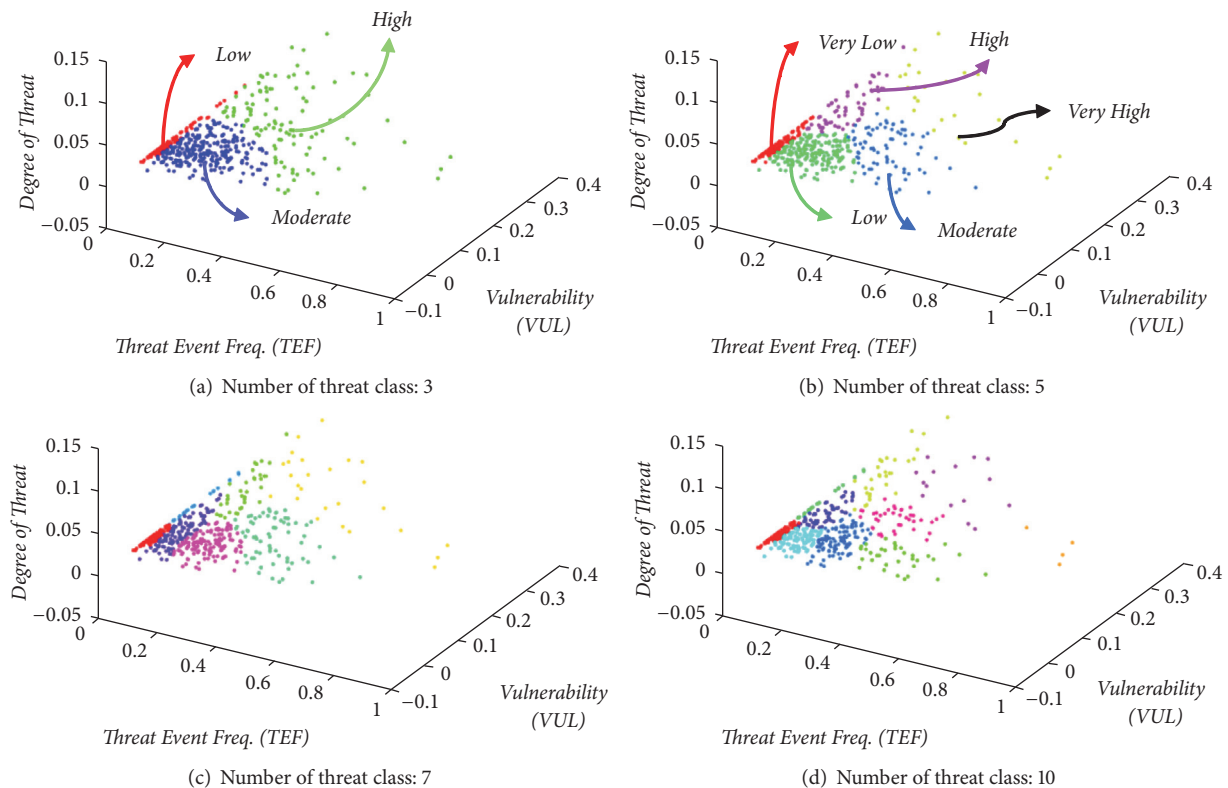 0.15
0.1
0.05
0
−0.05
Degree of Threat
Low
High
Moderate
0
0.2
0.4
0.6
0.8
1
−0.1
0
0.1
0.2
0.3
0.4
Vulnerability
(VUL)
Threat Event Freq. (TEF)
(a) Number of threat class: 3
0.15
0.1
0.05
0
−0.05
Degree of Threat
Very Low
High
Very High
Low
Moderate
0
0.2
0.4
0.6
0.8
1
−0.1
0
0.1
0.2
0.3
0.4
Vulnerability
(VUL)
Threat Event Freq. (TEF)
(b) Number of threat class: 5
0.15
0.1
0.05
0
−0.05
Degree of Threat
0
0.2
0.4
0.6
0.8
1
−0.1
0
0.1
0.2
0.3
0.4
Vulnerability
(VUL)
Threat Event Freq. (TEF)
(c) Number of threat class: 7
0.15
0.1
0.05
0
−0.05
Degree of Threat
0
0.2
0.4
0.6
0.8
1
−0.1
0
0.1
0.2
0.3
0.4
Vulnerability
(VUL)
Threat Event Freq. (TEF)
(d) Number of threat class: 10